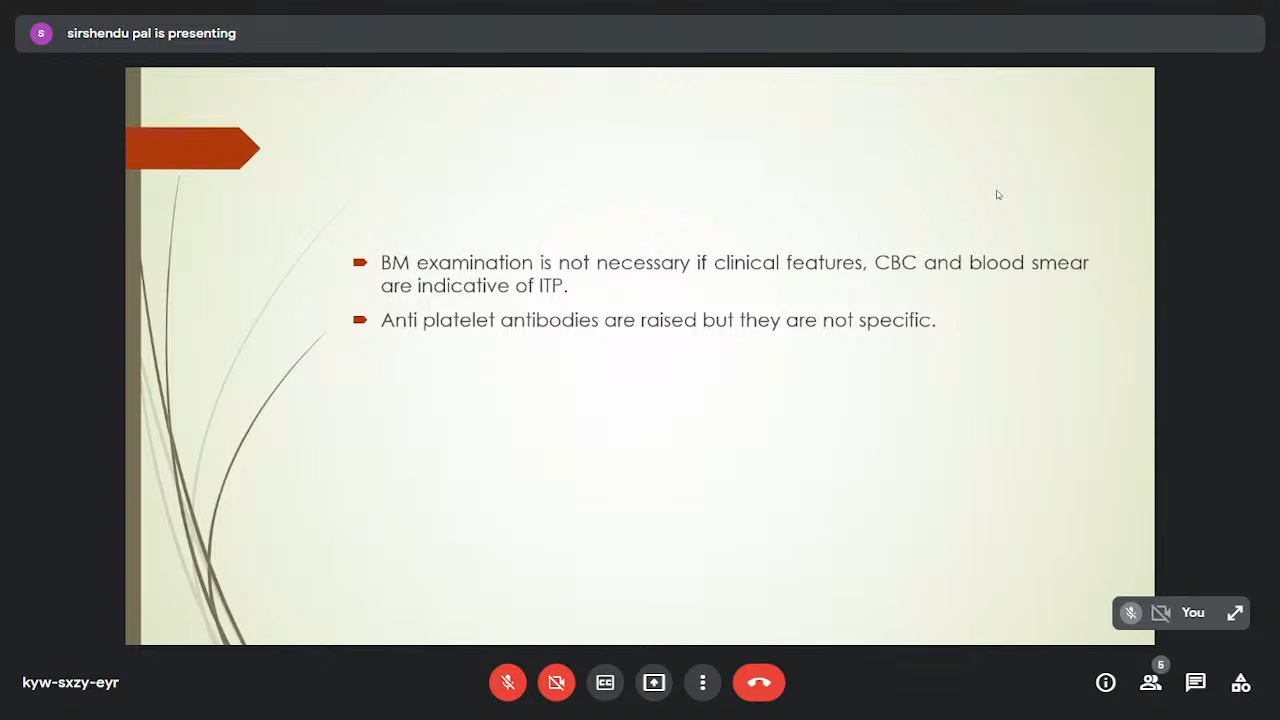 S
sirshendu pal is presenting
BM examination is not necessary if clinical features, CBC and blood smear
are indicative of ITP.
Anti platelet antibodies are raised but they are not specific.
You
kyw-sxzy-eyr
CC
5